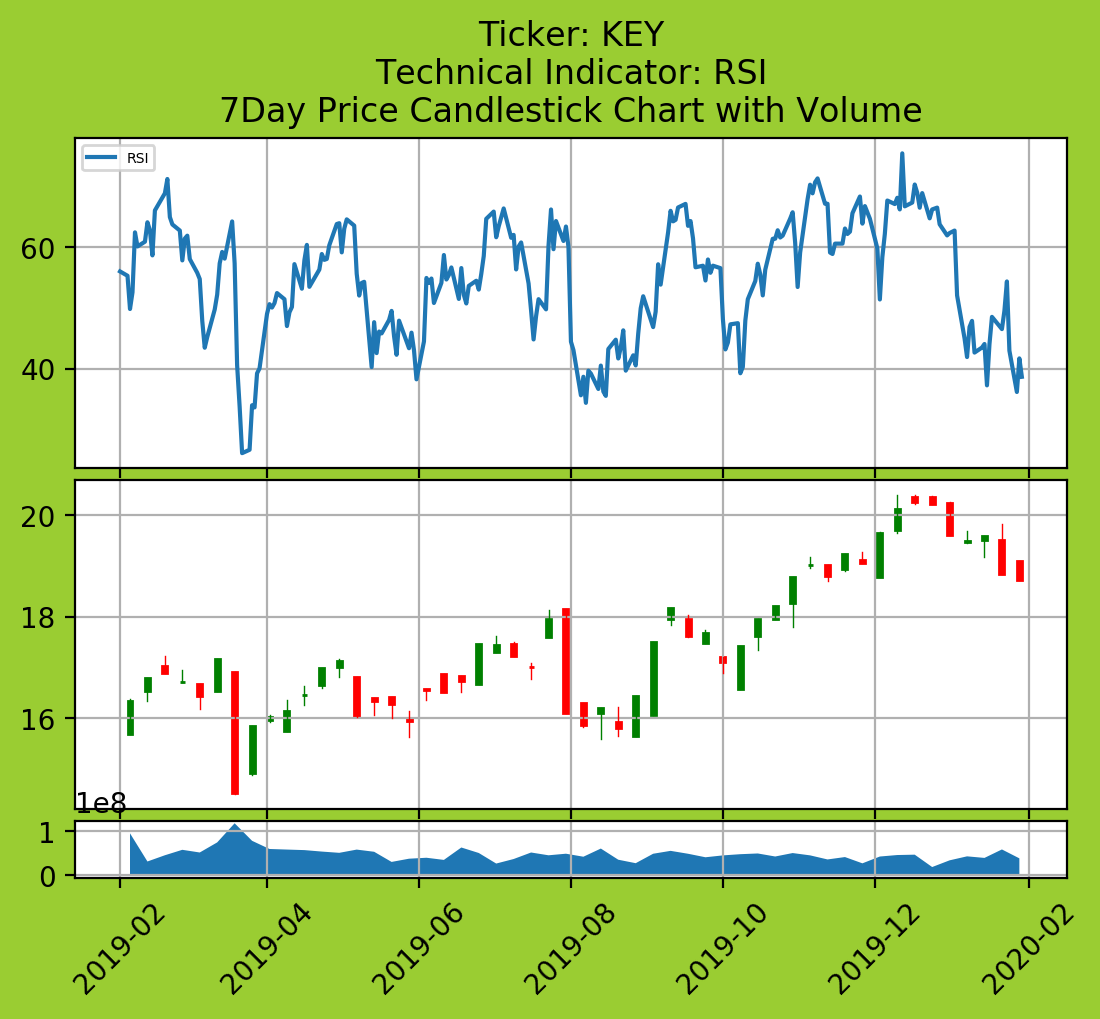 Ticker: KEY
Technical Indicator: RSI
7Day Price Candlestick Chart with Volume
RSI
60
40
20
18
16
1e8
1
0
2019-02
2019-04
2019-06
2019-08
2019-10
2019-12
2020-02